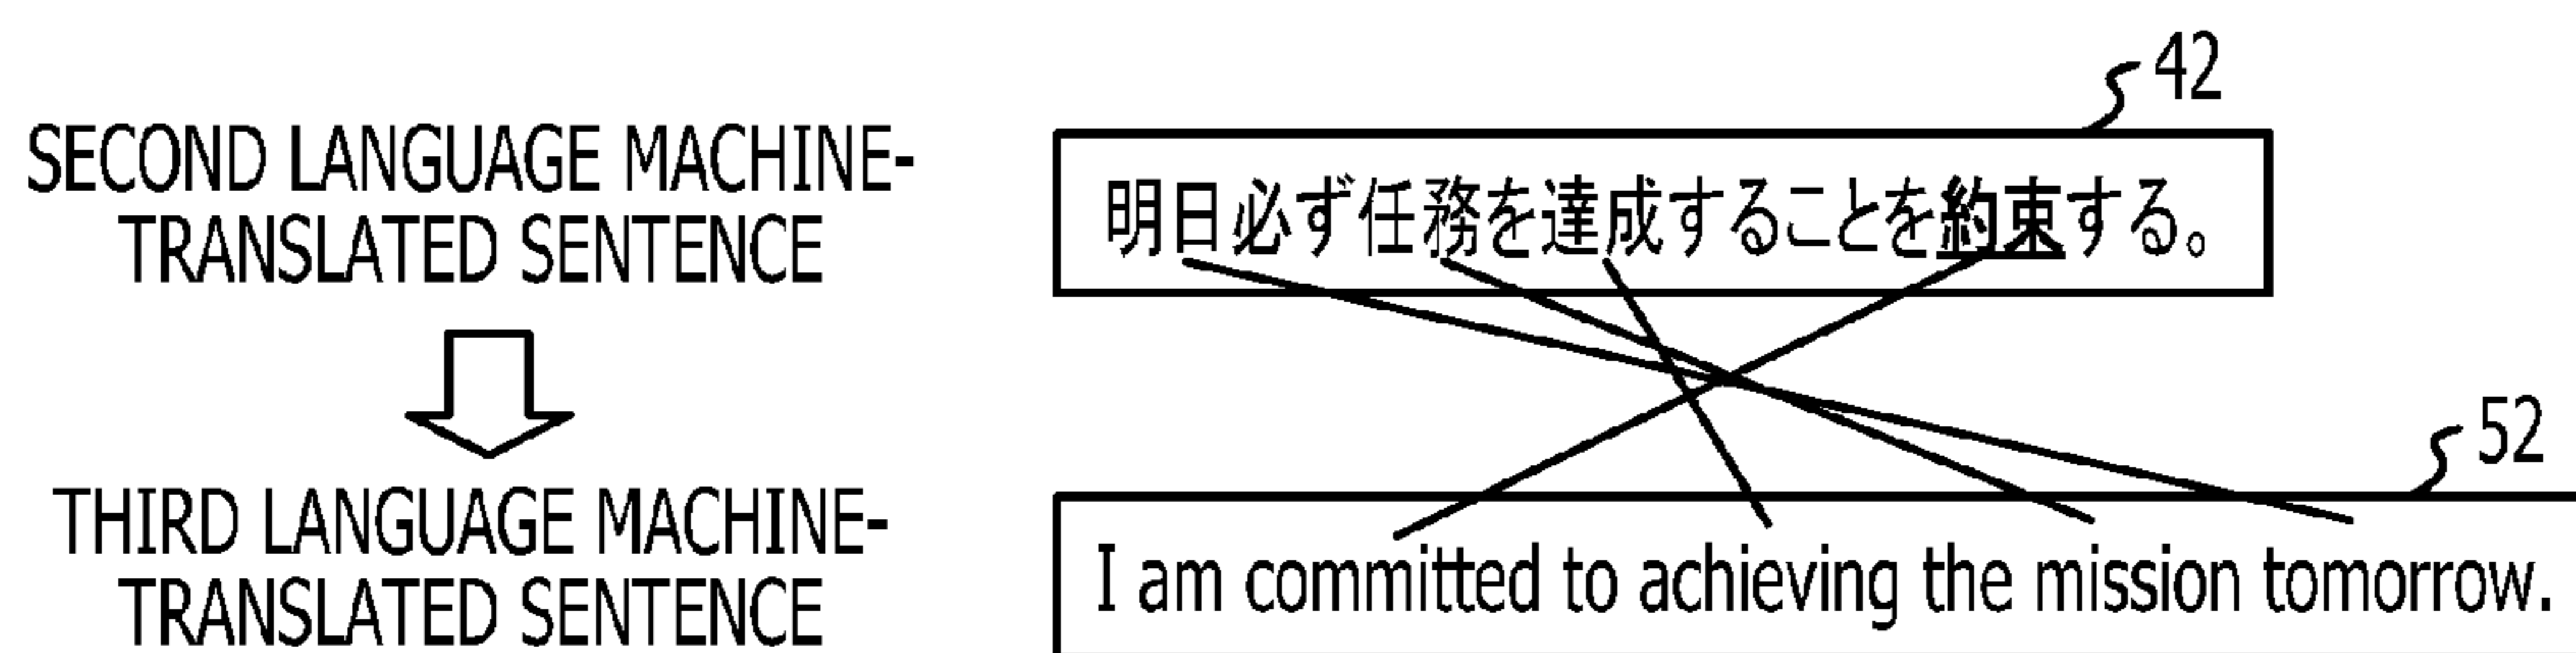 42
SECOND LANGUAGE MACHINE-
TRANSLATED SENTENCE
明日必ず任務を達成することを約束する。
52
THIRD LANGUAGE MACHINE-
TRANSLATED SENTENCE
I am committed to achieving the mission tomorrow.